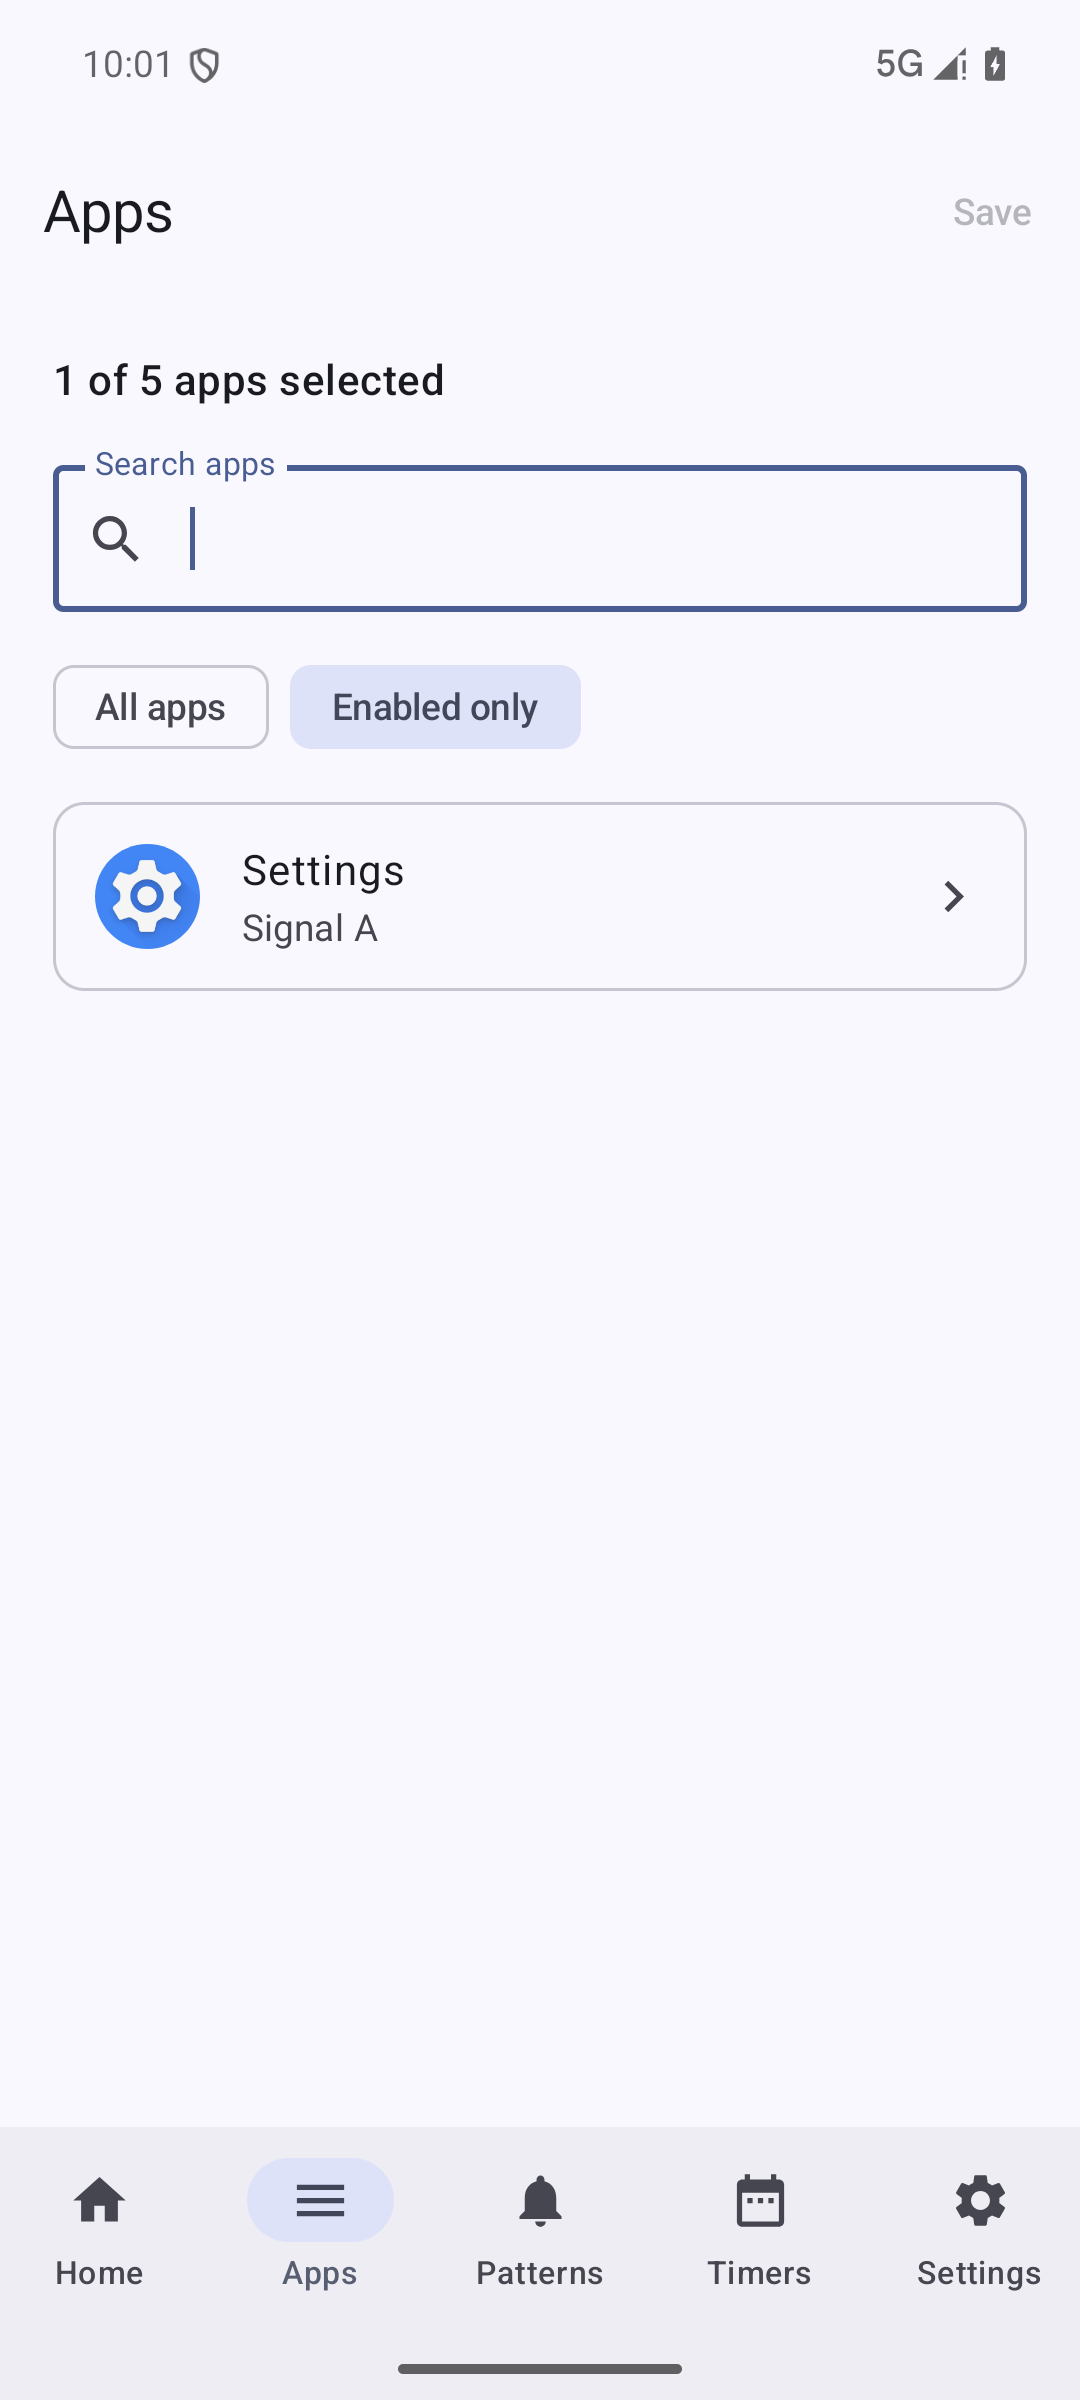 10:01
5G
Apps
Save
1 of 5 apps selected
Search apps
All apps
Enabled only
Settings
Signal A
Home
Apps
Patterns
Timers
Settings